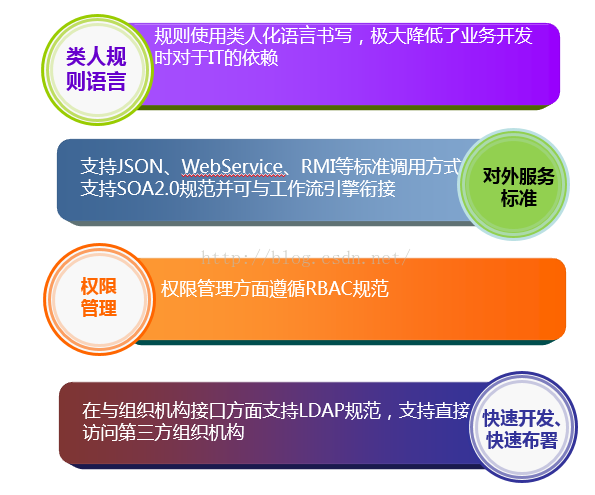 类人规
则语言
规则使用类人化语言书写，极大降低了业务开发
时对于IT的依赖
支持JSON、WebService、RMI等标准调用方式
支持SOA2.0规范并可与工作流引擎衔接
对外服务
标准
http://blog.csdn.net/
权限
管理
权限管理方面遵循RBAC规范
在与组织机构接口方面支持LDAP规范，支持直接
访问第三方组织机构
快速开发、
快速布署